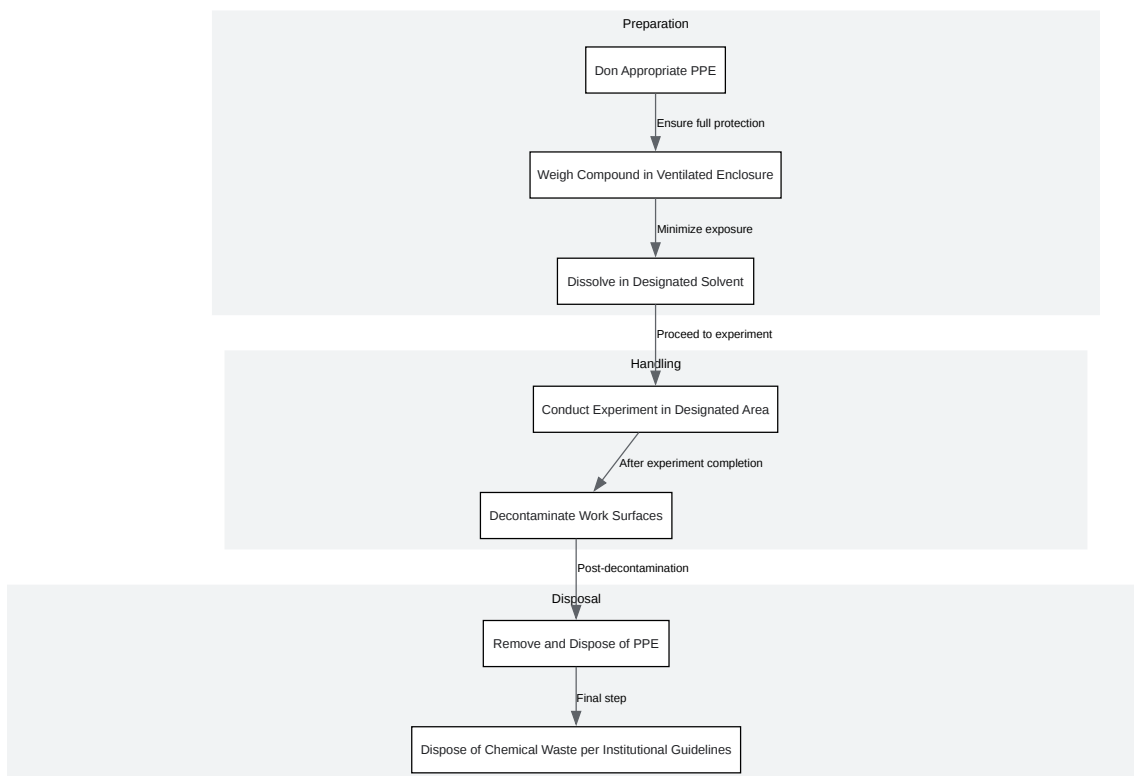 Preparation
Don Appropriate PPE
Ensure full protection
Weigh Compound in Ventilated Enclosure
Minimize exposure
Dissolve in Designated Solvent
Proceed to experiment
Handling
Conduct Experiment in Designated Area
After experiment completion
Decontaminate Work Surfaces
Post-decontamination
Disposal
Remove and Dispose of PPE
Final step
Dispose of Chemical Waste per Institutional Guidelines